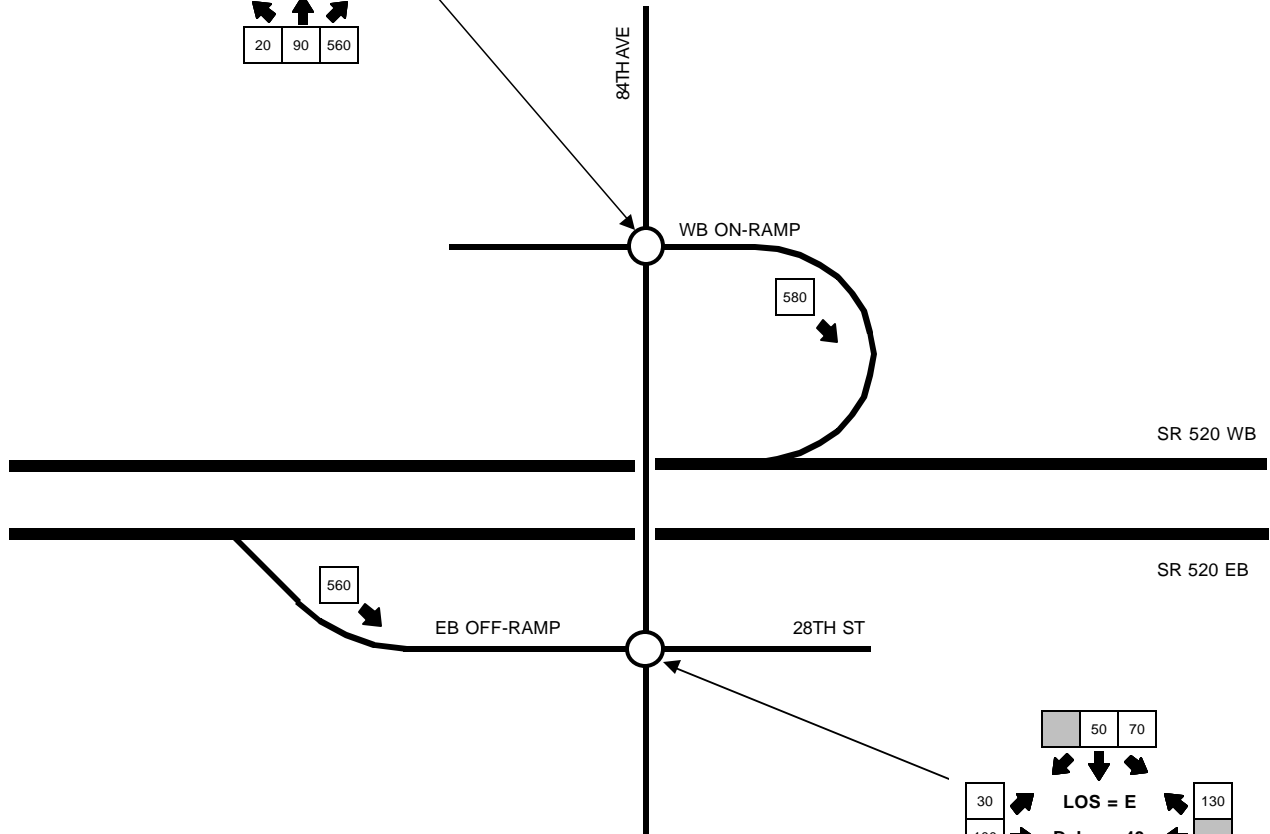 20 90 560
84TH AVE
WB ON-RAMP
580
SR 520 WB
SR 520 EB
560
EB OFF-RAMP
28TH ST
50 70
30
LOS = E
130